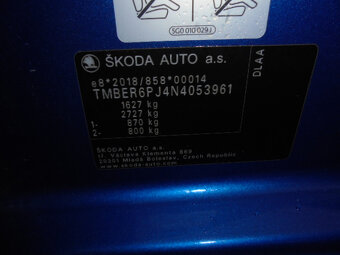 5G0 010 029 J
ŠKODA AUTO a.s.
DLAA
e8*2018/858*00014
TMBER6PJ4N4053961
1627 kg
2727 kg
1- 870 kg
2- 800 kg
ŠKODA AUTO a.s.
tř. Václava Klementa 869
29301 Mladá Boleslav, Czech
www.skoda-auto.com